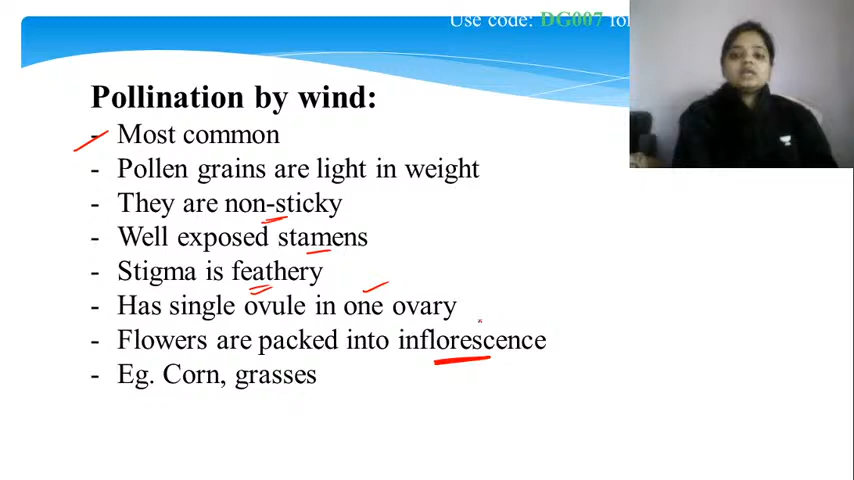 Use code: DG007 for
Pollination by wind:
- Most common
- Pollen grains are light in weight
- They are non-sticky
- Well exposed stamens
- Stigma is feathery
- Has single ovule in one ovary
- Flowers are packed into inflorescence
- Eg. Corn, grasses